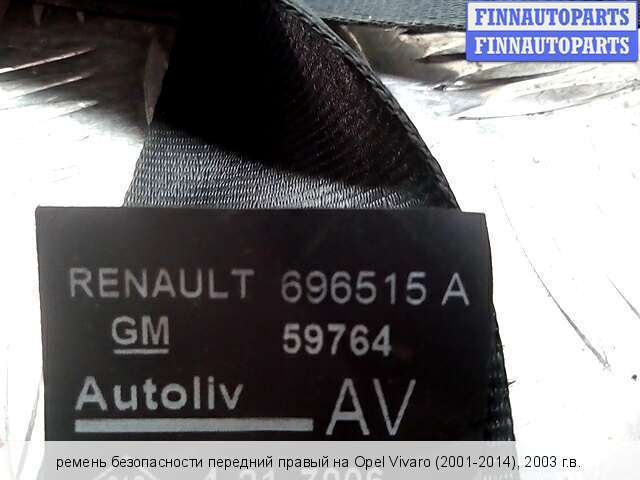 FINNAUTOPARTS
FINNAUTOPARTS
RENAULT 696515 A
GM 59764
Autoliv AV
ремень безопасности передний правый на Opel Vivaro (2001-2014), 2003 г.в.